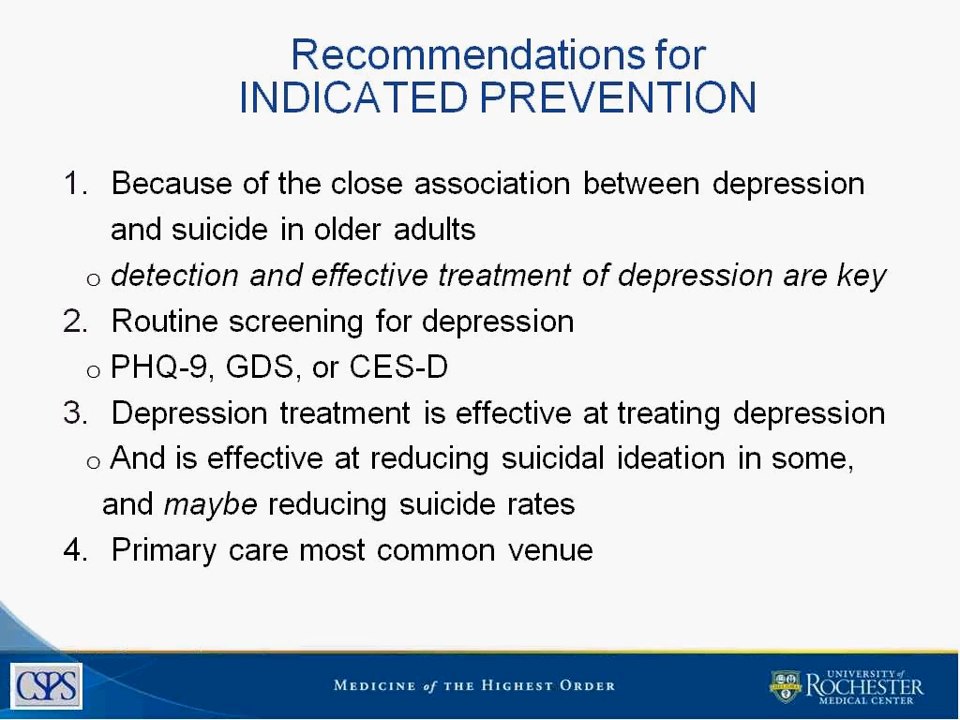 Recommendations for
INDICATED PREVENTION
1. Because of the close association between depression
and suicide in older adults
o detection and effective treatment of depression are key
2. Routine screening for depression
o PHQ-9, GDS, or CES-D
3. Depression treatment is effective at treating depression
o And is effective at reducing suicidal ideation in some,
and maybe reducing suicide rates
4. Primary care most common venue
CSPS
MEDICINE of THE HIGHEST ORDER
UNIVERSITY of
ROCHESTER
MEDICAL CENTER